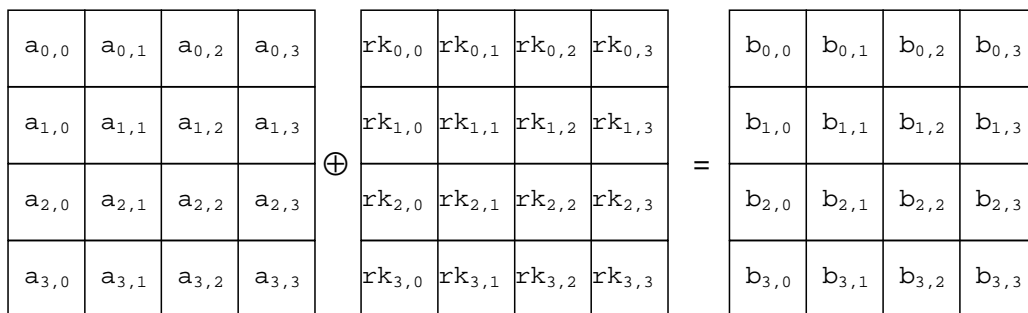 a0,0 a0,1 a0,2 a0,3 rk0,0 rk0,1 rk0,2 rk0,3 b0,0 b0,1 b0,2 b0,3
a1,0 a1,1 a1,2 a1,3 rk1,0 rk1,1 rk1,2 rk1,3 b1,0 b1,1 b1,2 b1,3
⊕ =
a2,0 a2,1 a2,2 a2,3 rk2,0 rk2,1 rk2,2 rk2,3 b2,0 b2,1 b2,2 b2,3
a3,0 a3,1 a3,2 a3,3 rk3,0 rk3,1 rk3,2 rk3,3 b3,0 b3,1 b3,2 b3,3